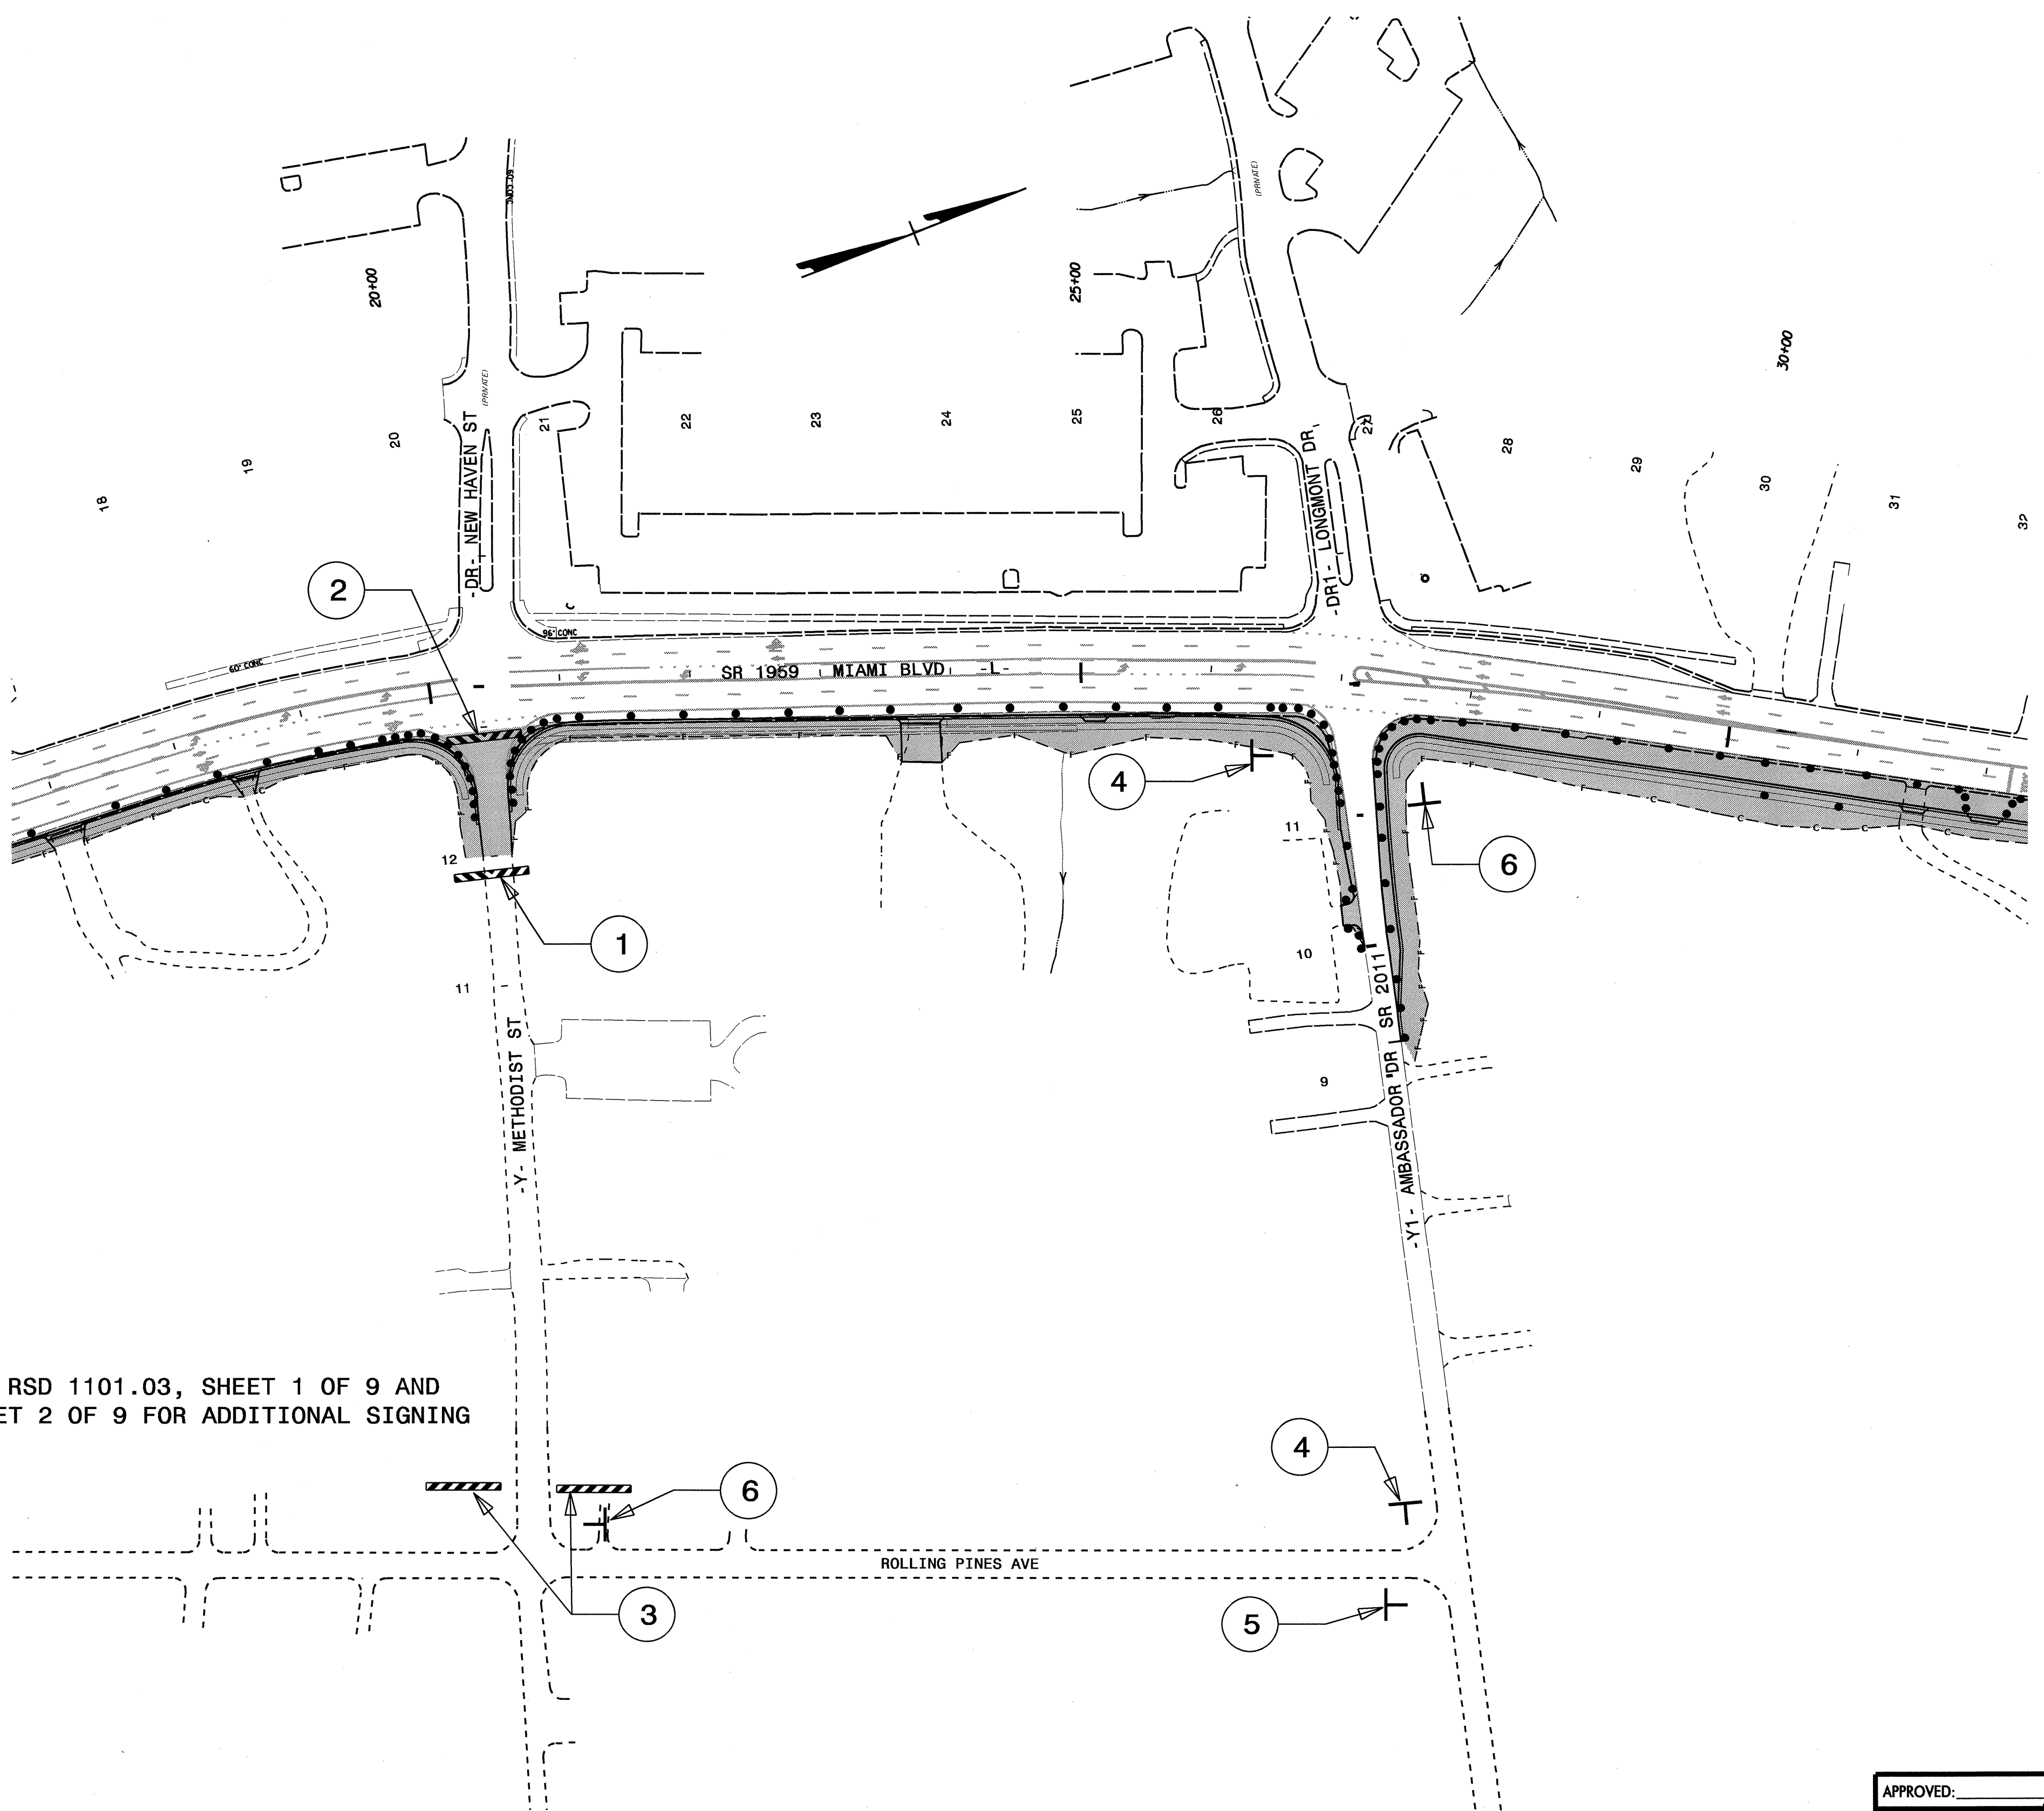 60" CONC
(PRIVATE)
20+00
25+00
30+00
(PRIVATE)
18
19
20
21
22
23
24
25
26
27
28
29
30
31
32
-DR- NEW HAVEN ST
-DR1- LONGMONT DR
2
60" CONC
96" CONC
SR 1959 MIAMI BLVD -L-
4
6
12
11
1
11
10
9
SR 2011
-Y- METHODIST ST
-Y1- AMBASSADOR DR
RSD 1101.03, SHEET 1 OF 9 AND
ET 2 OF 9 FOR ADDITIONAL SIGNING
4
6
ROLLING PINES AVE
3
5
APPROVED: